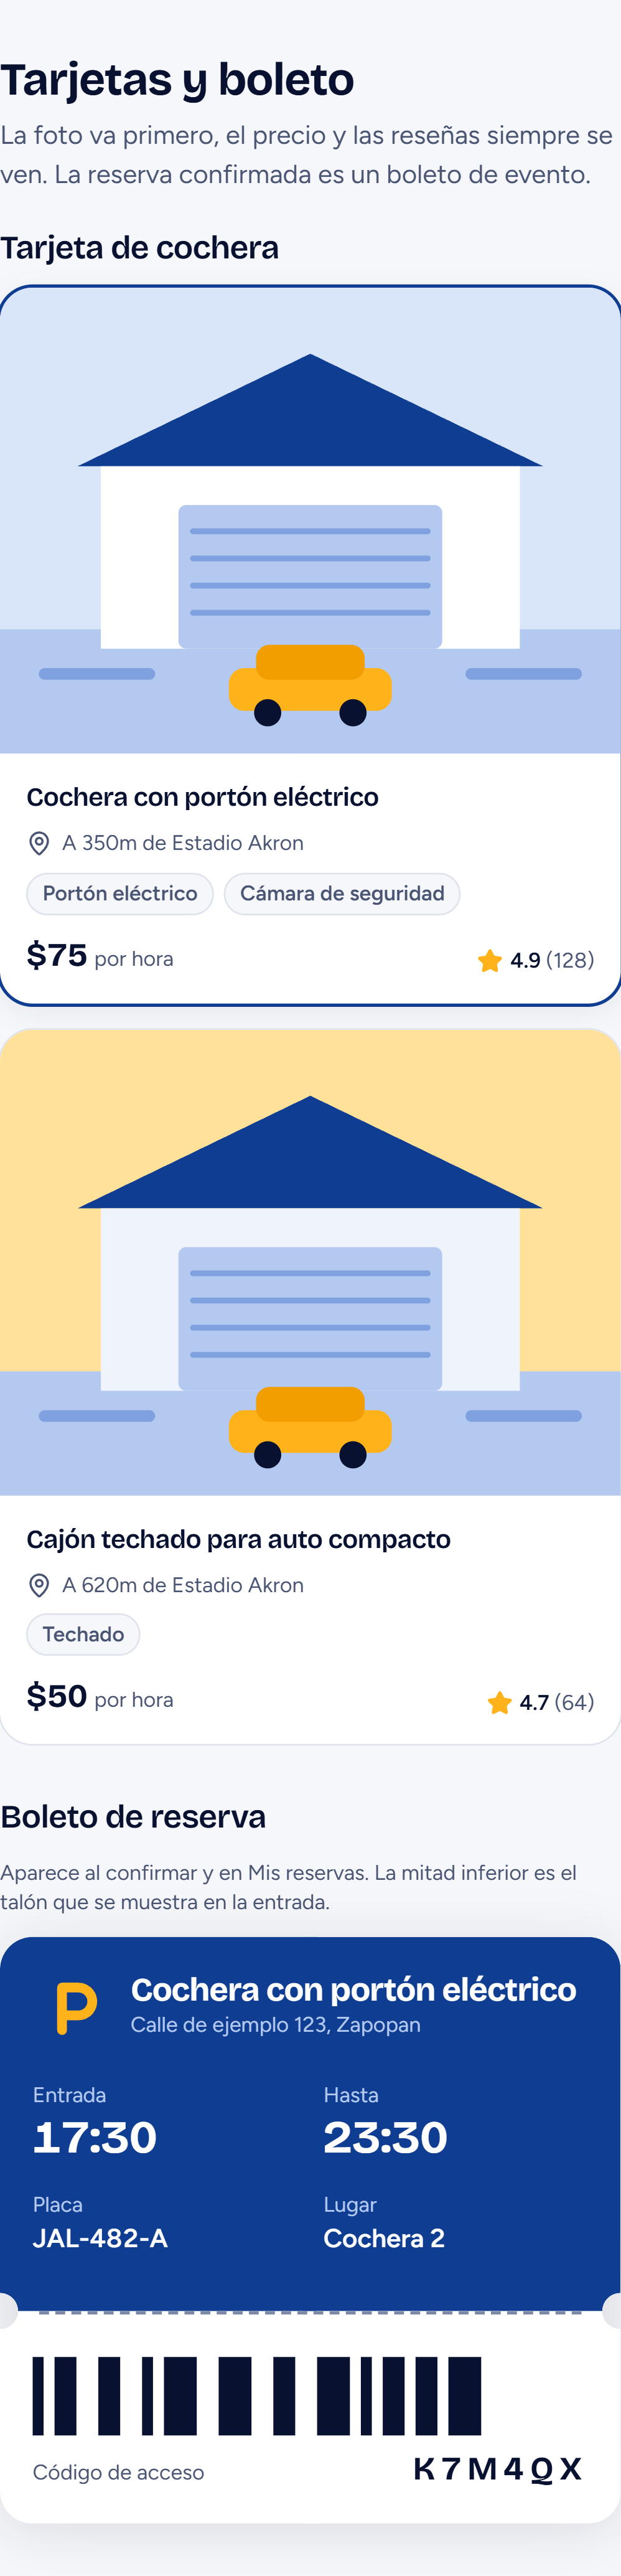 Tarjetas y boleto
La foto va primero, el precio y las reseñas siempre se
ven. La reserva confirmada es un boleto de evento.
Tarjeta de cochera
Cochera con portón eléctrico
A 350m de Estadio Akron
Portón eléctrico Cámara de seguridad
$75 por hora 4.9 (128)
Cajón techado para auto compacto
A 620m de Estadio Akron
Techado
$50 por hora 4.7 (64)
Boleto de reserva
Aparece al confirmar y en Mis reservas. La mitad inferior es el
talón que se muestra en la entrada.
P Cochera con portón eléctrico
Calle de ejemplo 123, Zapopan
Entrada Hasta
17:30 23:30
Placa Lugar
JAL-482-A Cochera 2
Código de acceso K7M4QX